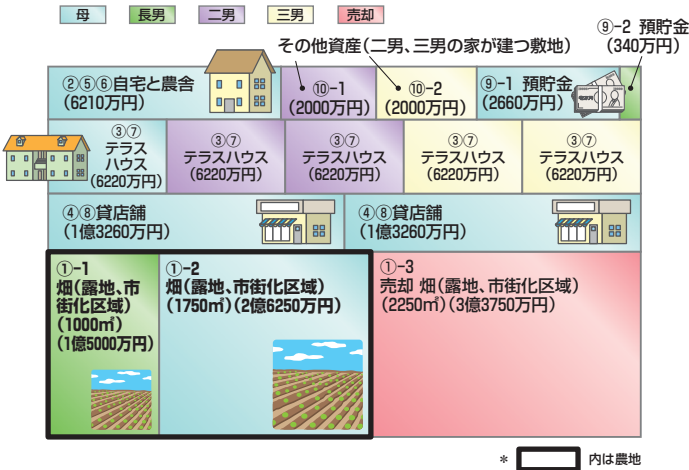 母 長男 二男 三男 売却
⑨-2 預貯金
(340万円)
その他資産(二男、三男の家が建つ敷地)
②⑤⑥自宅と農舎
(6210万円)
⑩-1
(2000万円)
⑩-2
(2000万円)
⑨-1 預貯金
(2660万円)
③⑦
テラス
ハウス
(6220万円)
③⑦
テラスハウス
(6220万円)
③⑦
テラスハウス
(6220万円)
③⑦
テラスハウス
(6220万円)
③⑦
テラスハウス
(6220万円)
④⑧貸店舗
(1億3260万円)
④⑧貸店舗
(1億3260万円)
①-1
畑(露地、市
街化区域)
(1000㎡)
(1億5000万円)
①-2
畑(露地、市街化区域)
(1750㎡)(2億6250万円)
①-3
売却 畑(露地、市街化区域)
(2250㎡)(3億3750万円)
* 内は農地